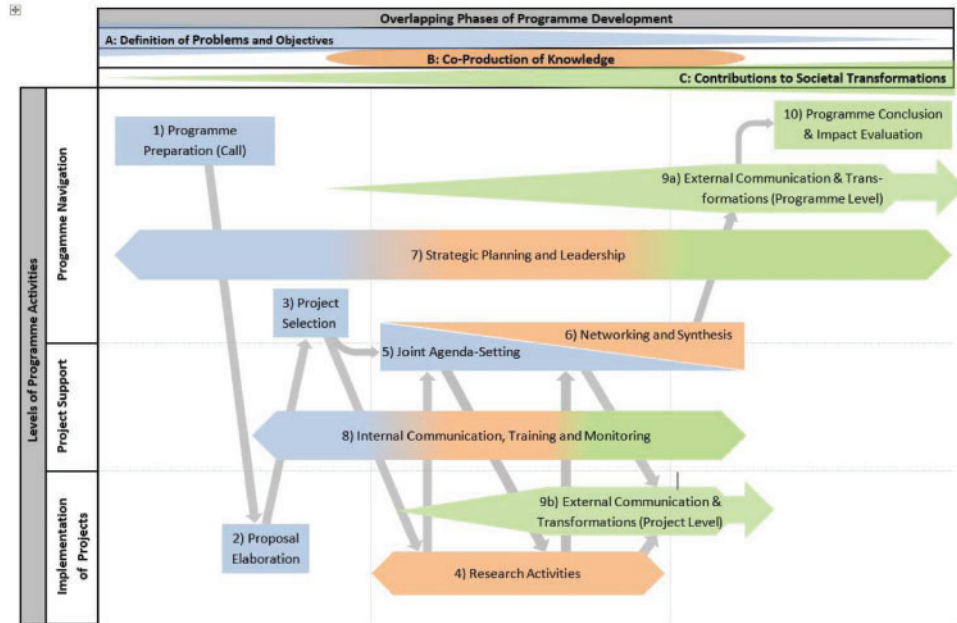 Overlapping Phases of Programme Development
A: Definition of Problems and Objectives
B: Co-Production of Knowledge
C: Contributions to Societal Transformations
Levels of Programme Activities
Progamme Navigation
Project Support
Implementation
of Projects
1) Programme
Preparation (Call)
10) Programme Conclusion
& Impact Evaluation
9a) External Communication & Trans-
formations (Programme Level)
7) Strategic Planning and Leadership
3) Project
Selection
6) Networking and Synthesis
5) Joint Agenda-Setting
8) Internal Communication, Training and Monitoring
9b) External Communication &
Transformations (Project Level)
2) Proposal
Elaboration
4) Research Activities